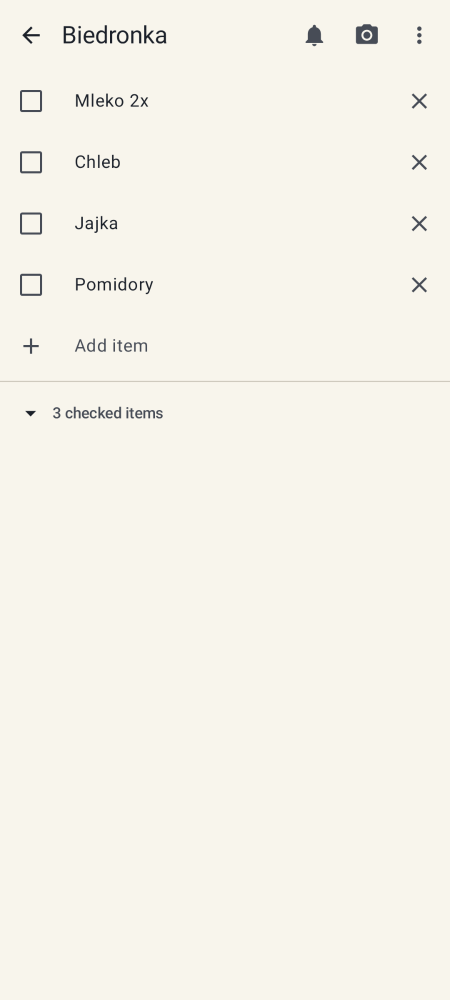 Biedronka
Mleko 2x
Chleb
Jajka
Pomidory
Add item
3 checked items